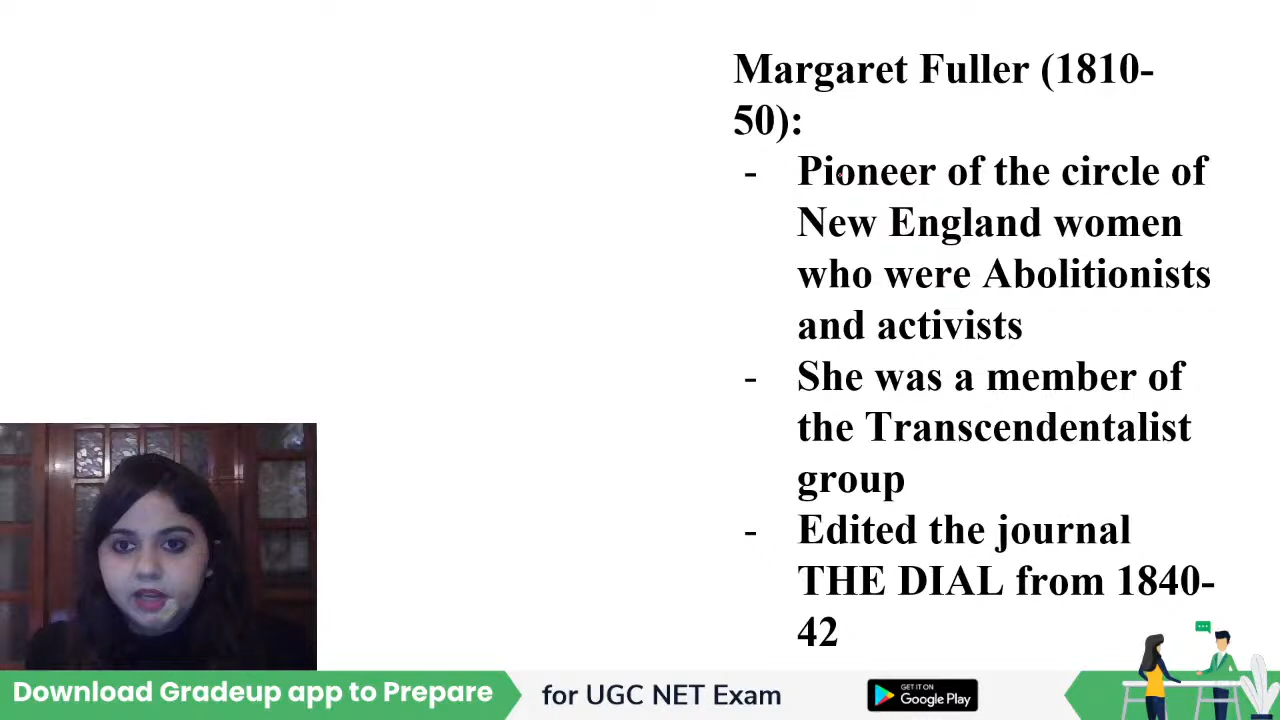 Margaret Fuller (1810-
50):
- Pioneer of the circle of
New England women
who were Abolitionists
and activists
- She was a member of
the Transcendentalist
group
- Edited the journal
THE DIAL from 1840-
42
Download Gradeup app to Prepare for UGC NET Exam
GET IT ON
Google Play